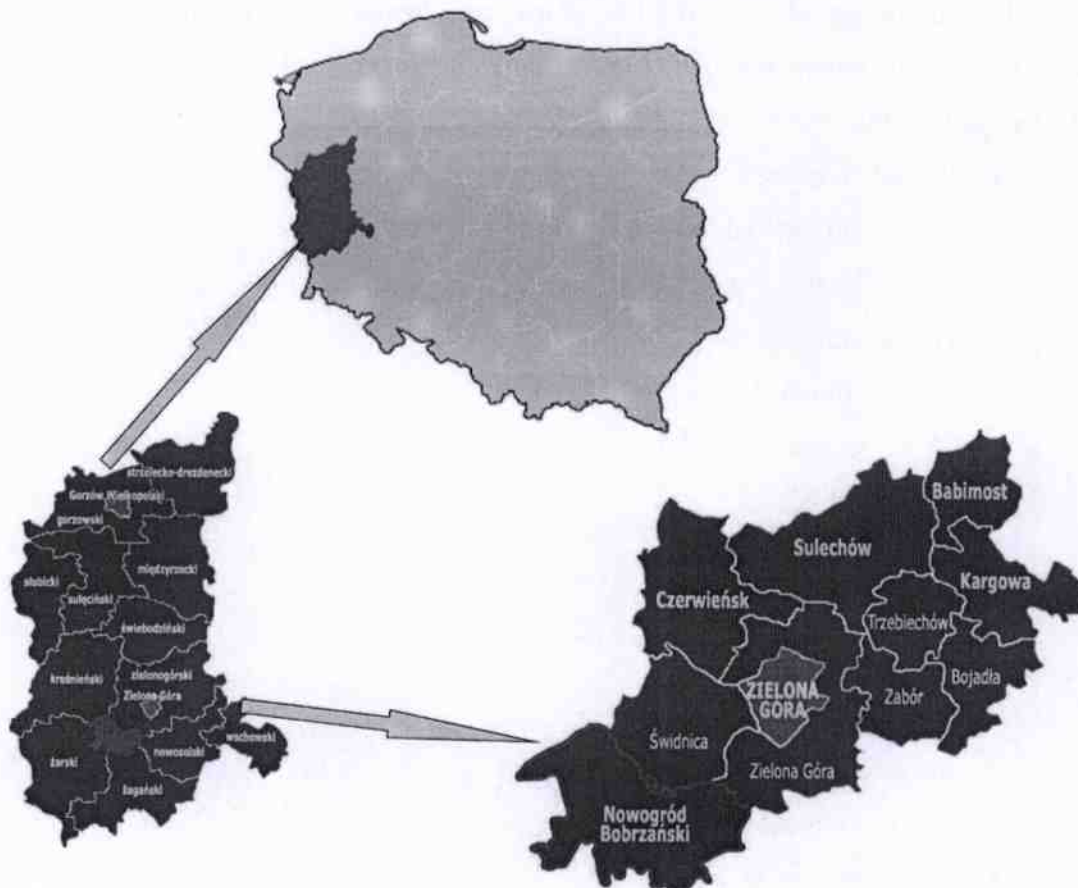 strzelecko-drezdenecki
Gorzów Wielkopolski
gorzowski
słubicki
międzyrzecki
sulęciński
świebodziński
krośnieński
zielonogórski
Zielona Góra
wschowski
nowosolski
żarski
żagański
Babimost
Sulechów
Kargowa
Czerwieńsk
Trzebiechów
Bojadła
ZIELONA
GÓRA
Zabór
Świdnica
Zielona Góra
Nowogród
Bobrzański